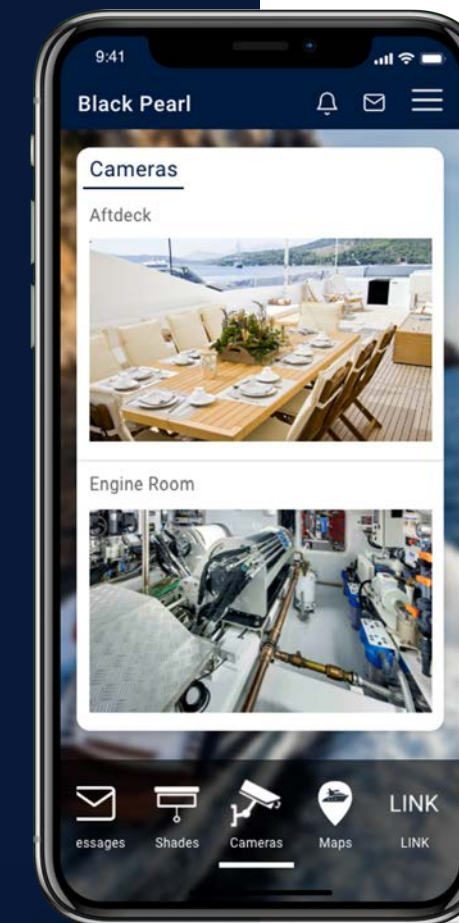 9:41
Black Pearl
Cameras
Aftdeck
Engine Room
LINK
essages
Shades
Cameras
Maps
LINK